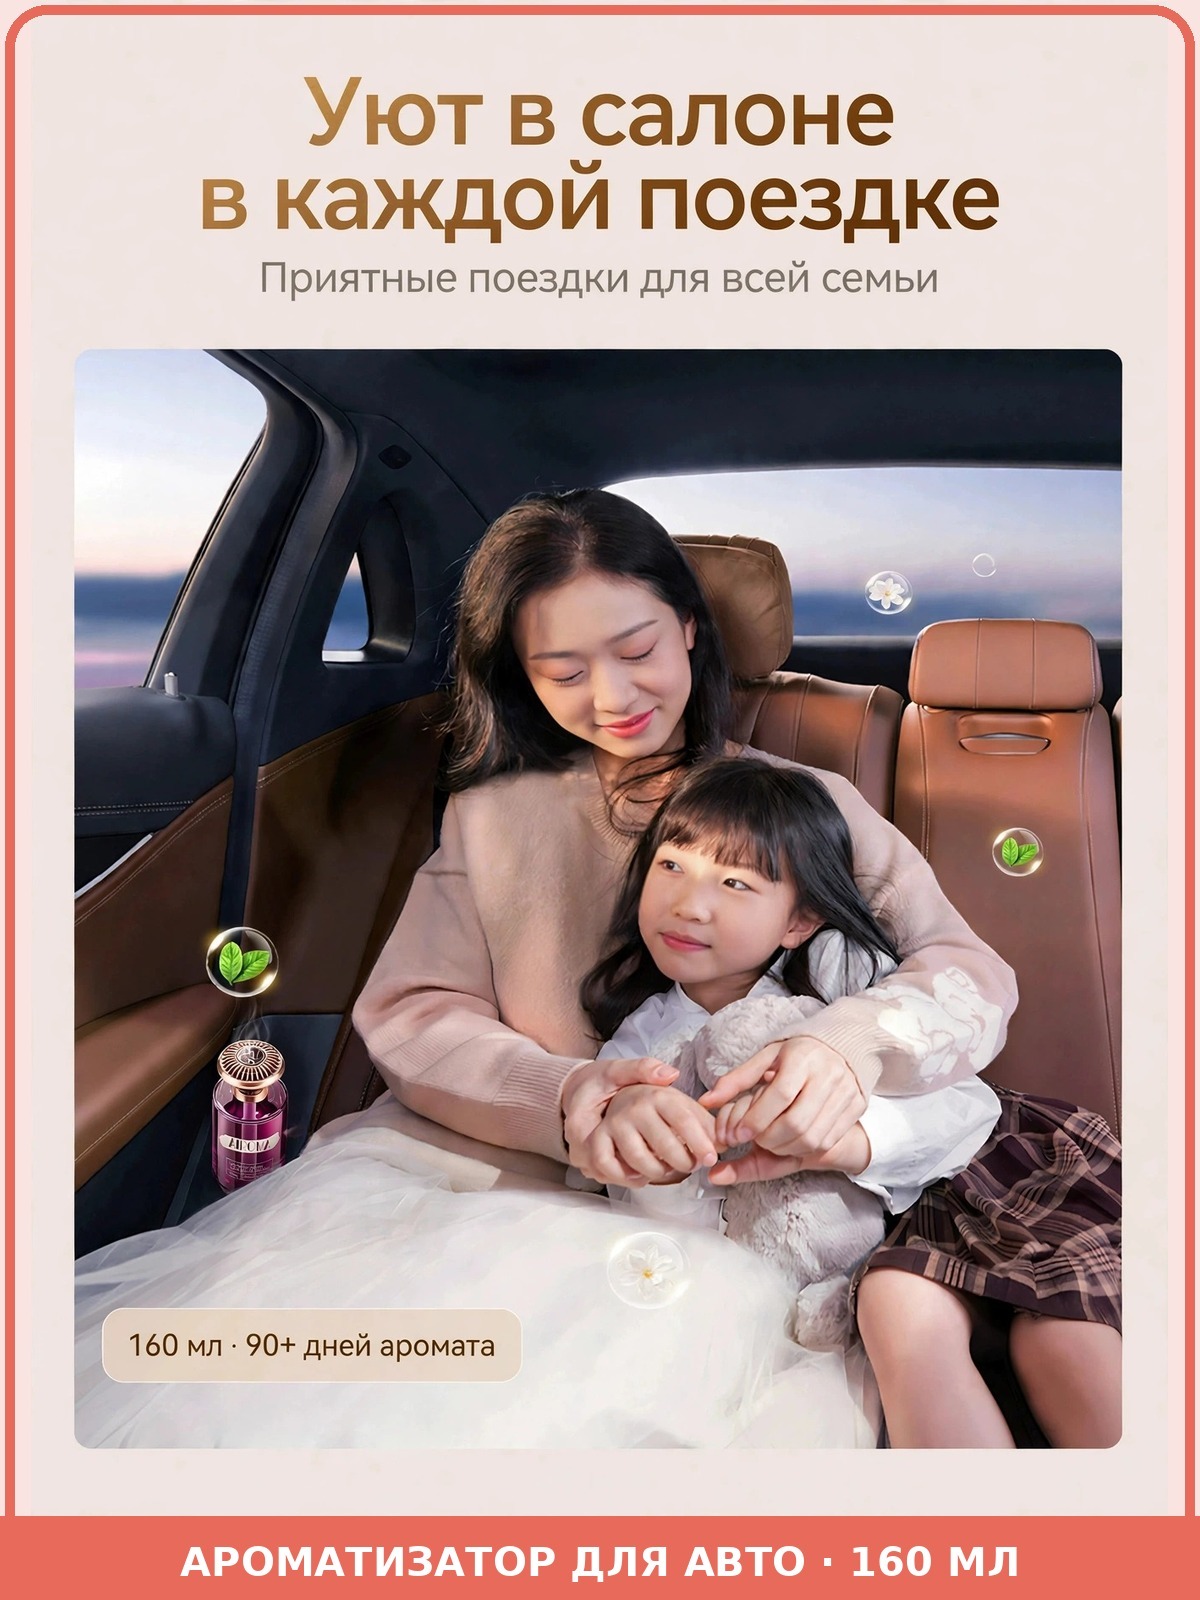 Уют в салоне
в каждой поездке
Приятные поездки для всей семьи
AIROMA
160 мл · 90+ дней аромата
АРОМАТИЗАТОР ДЛЯ АВТО · 160 МЛ